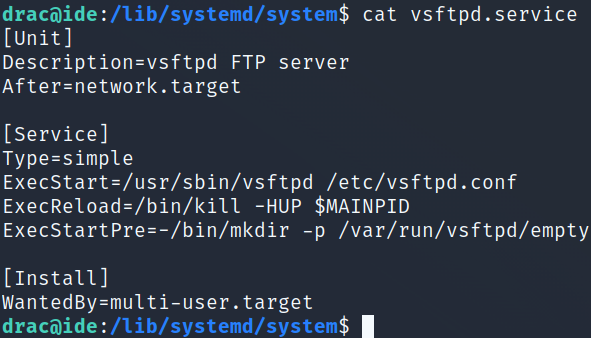 drac@ide:/lib/systemd/system$ cat vsftpd.service
[Unit]
Description=vsftpd FTP server
After=network.target
[Service]
Type=simple
ExecStart=/usr/sbin/vsftpd /etc/vsftpd.conf
ExecReload=/bin/kill -HUP $MAINPID
ExecStartPre=-/bin/mkdir -p /var/run/vsftpd/empty
[Install]
WantedBy=multi-user.target
drac@ide:/lib/systemd/system$